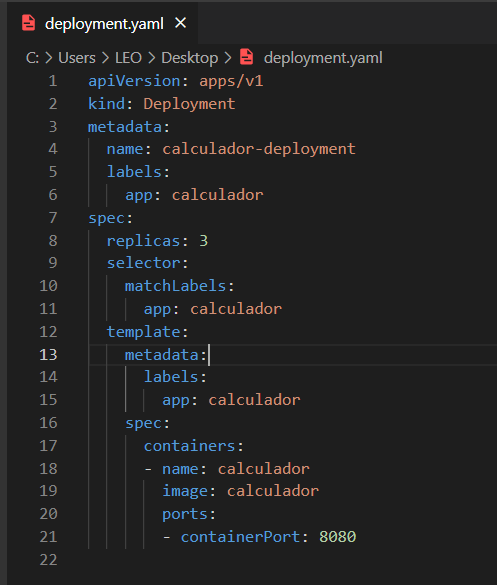 deployment.yaml ×
C: > Users > LEO > Desktop > deployment.yaml
1 apiVersion: apps/v1
2 kind: Deployment
3 metadata:
4   name: calculador-deployment
5   labels:
6     app: calculador
7 spec:
8   replicas: 3
9   selector:
10     matchLabels:
11       app: calculador
12   template:
13     metadata:
14       labels:
15         app: calculador
16     spec:
17       containers:
18       - name: calculador
19         image: calculador
20         ports:
21         - containerPort: 8080
22